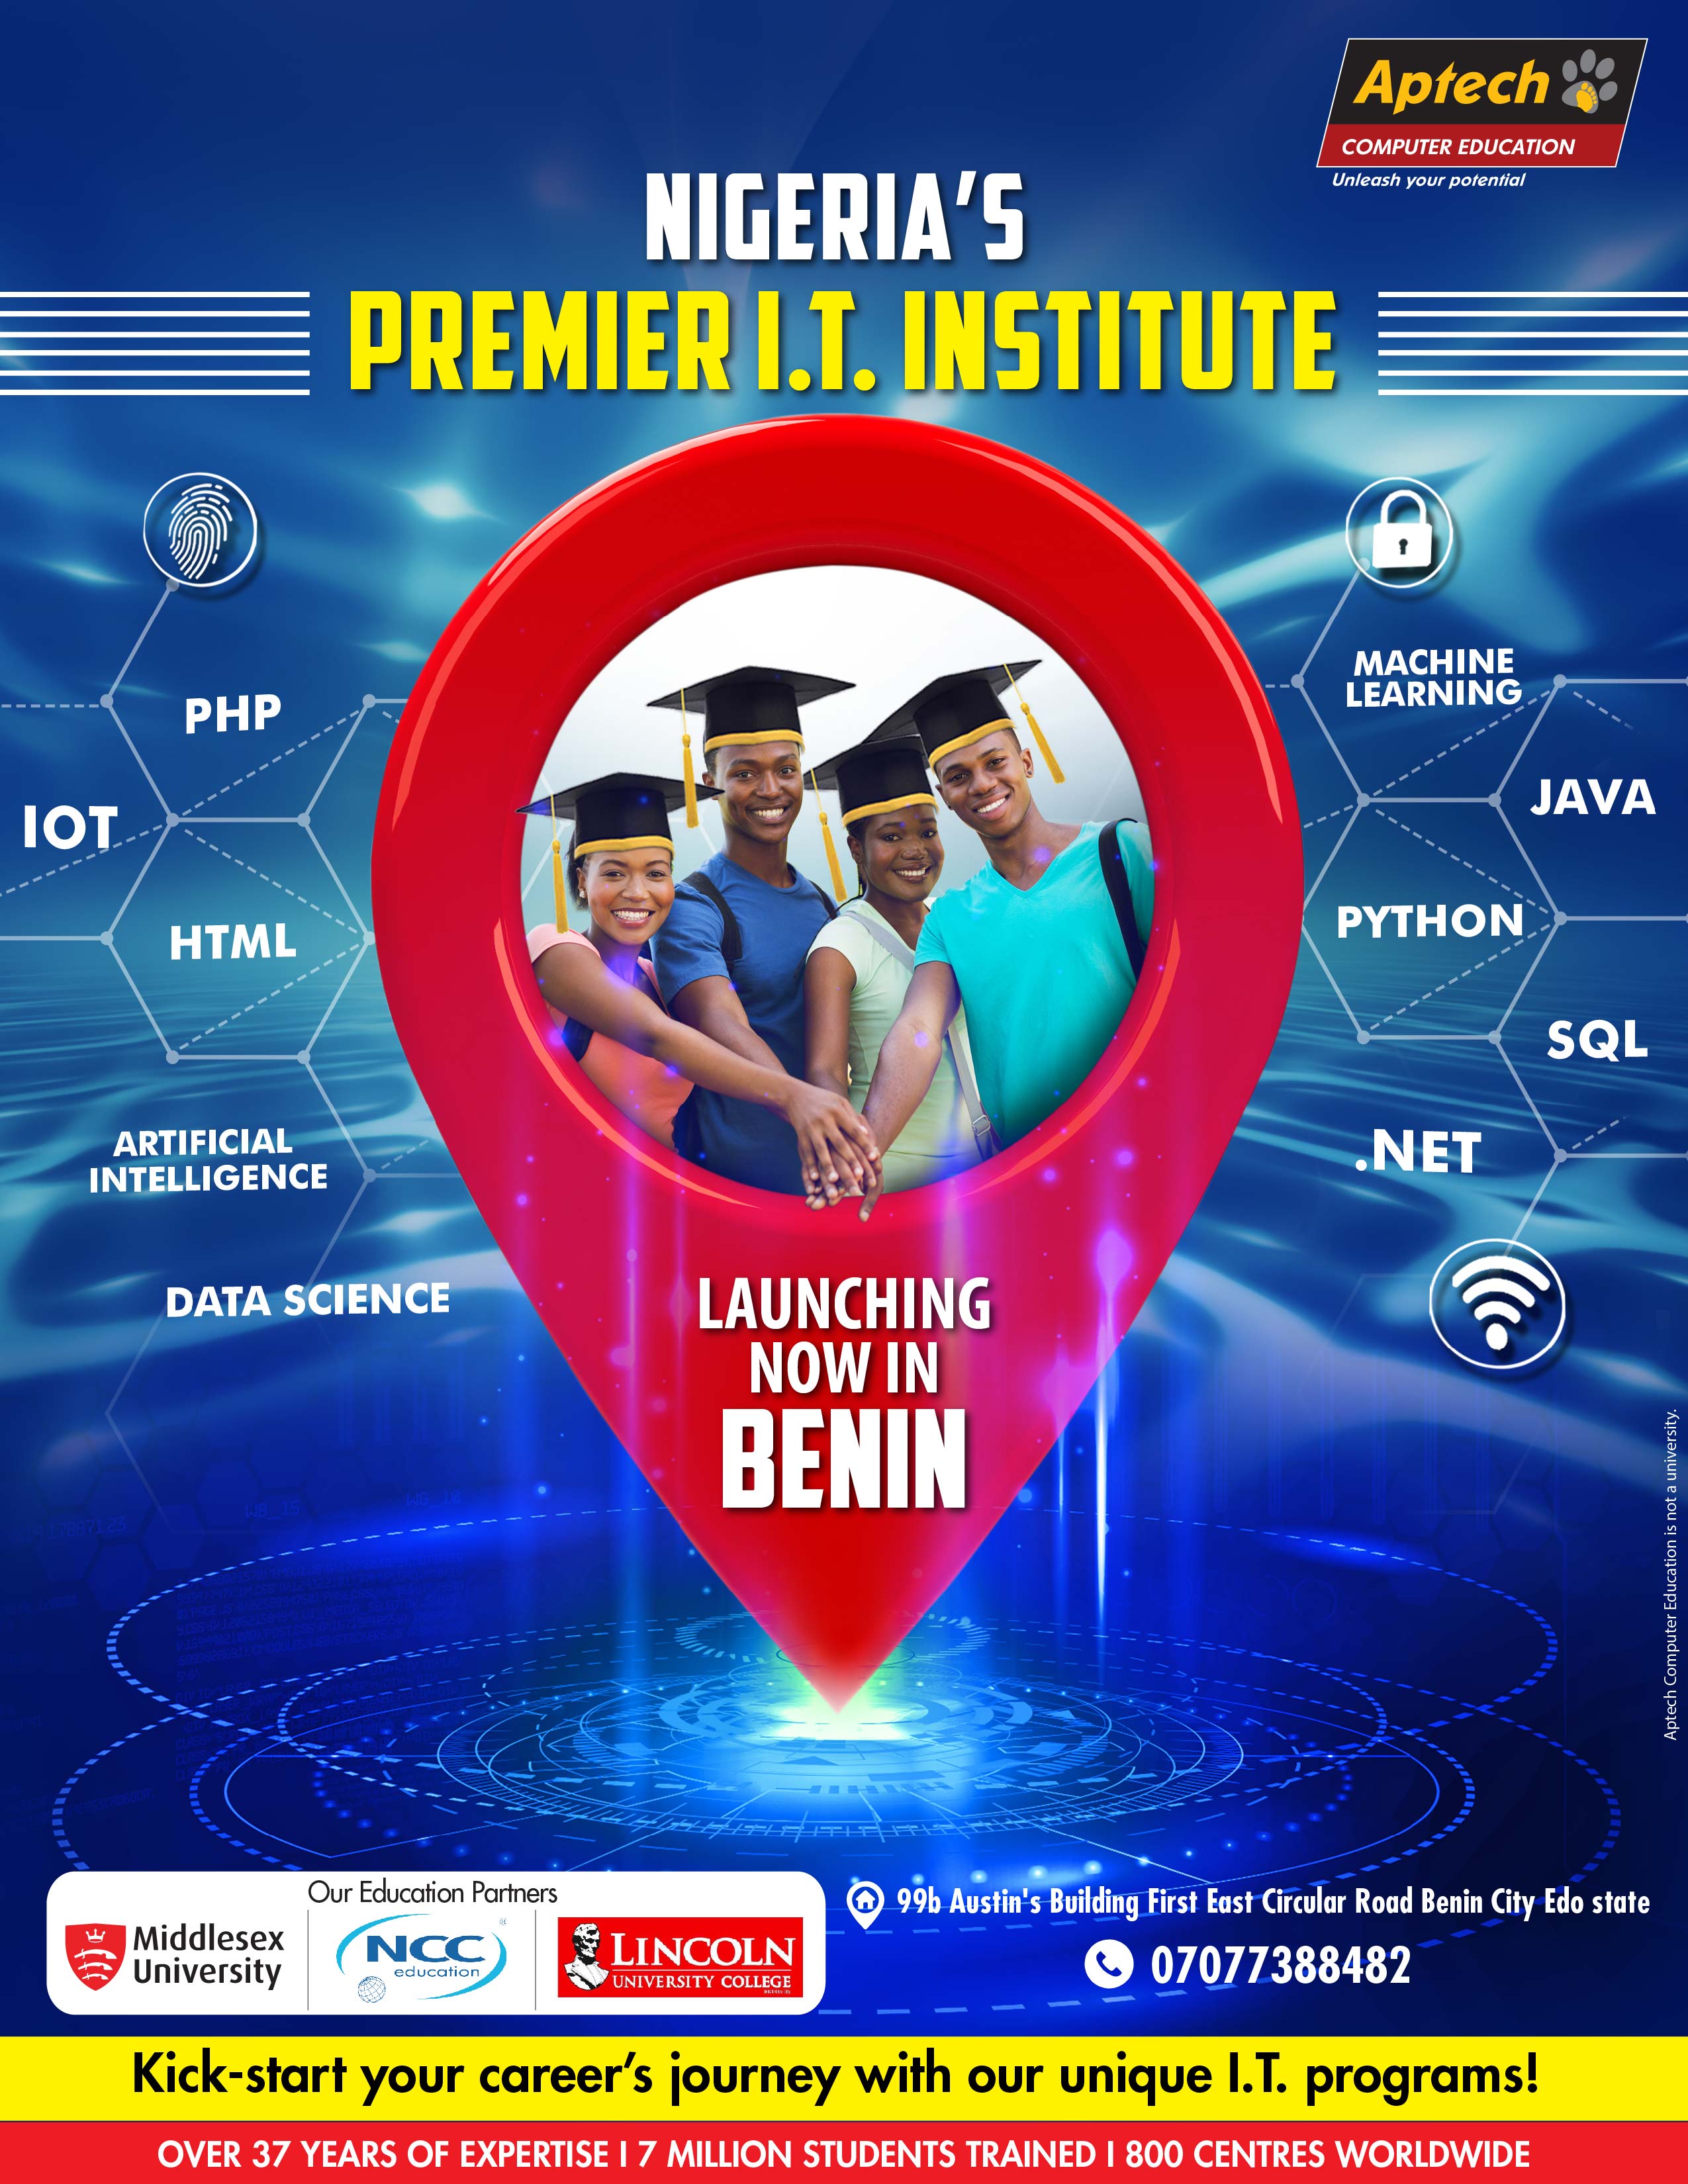 Aptech
COMPUTER EDUCATION
Unleash your potential
NIGERIA'S
PREMIER I.T. INSTITUTE
PHP
IOT
HTML
ARTIFICIAL
INTELLIGENCE
DATA SCIENCE
MACHINE
LEARNING
JAVA
PYTHON
SQL
.NET
LAUNCHING
NOW IN
BENIN
Aptech Computer Education is not a university.
Our Education Partners
Middlesex
University
NCC
education
LINCOLN
UNIVERSITY COLLEGE
99b Austin's Building First East Circular Road Benin City Edo state
07077388482
Kick-start your career's journey with our unique I.T. programs!
OVER 37 YEARS OF EXPERTISE I 7 MILLION STUDENTS TRAINED I 800 CENTRES WORLDWIDE